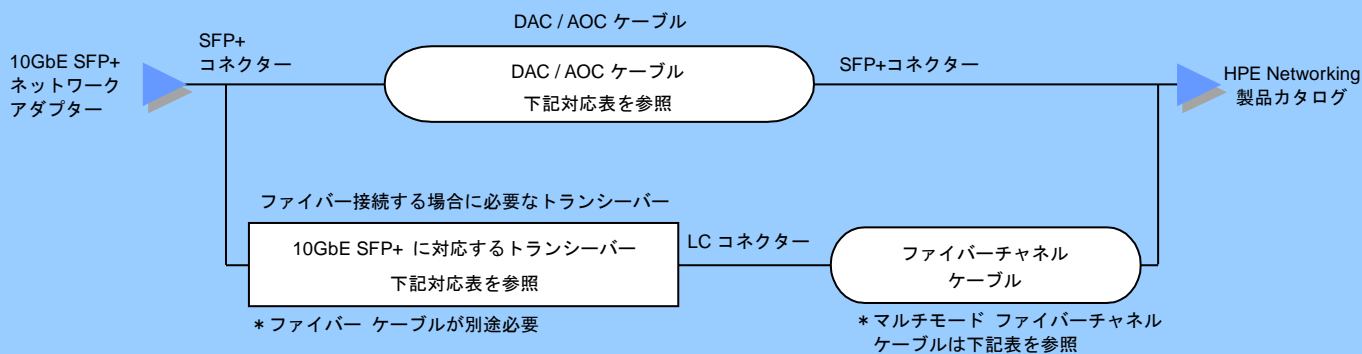 DAC / AOC ケーブル
10GbE SFP+
ネットワーク
アダプター
SFP+
コネクター
DAC / AOC ケーブル
下記対応表を参照
SFP+コネクター
HPE Networking
製品カタログ
ファイバー接続する場合に必要なトランシーバー
10GbE SFP+ に対応するトランシーバー
下記対応表を参照
LC コネクター
ファイバーチャネル
ケーブル
*ファイバー ケーブルが別途必要
*マルチモード ファイバーチャネル
ケーブルは下記表を参照